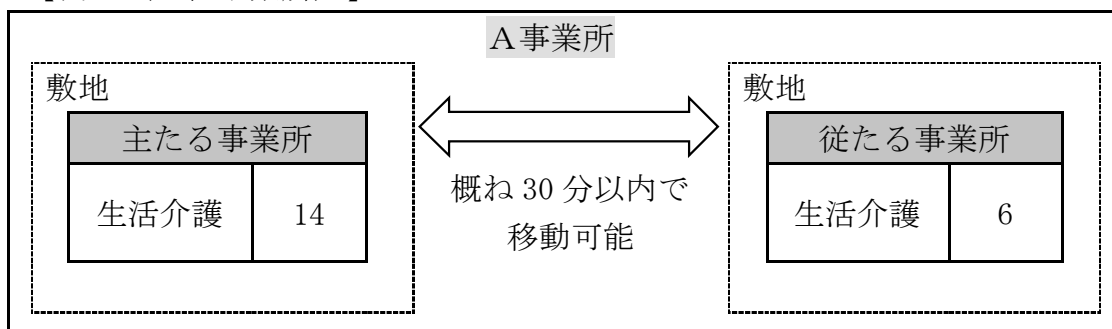 A事業所
敷地
主たる事業所
生活介護 14
概ね 30 分以内で
移動可能
敷地
従たる事業所
生活介護 6